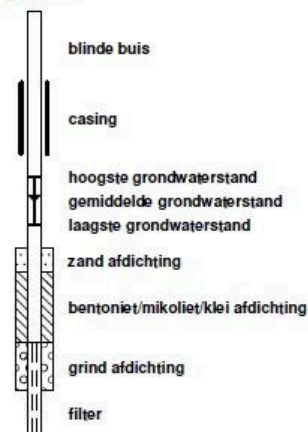 blinde buis
casing
hoogste grondwaterstand
gemiddelde grondwaterstand
laagste grondwaterstand
zand afdichting
bentoniet/mikoliet/klei afdichting
grind afdichting
filter